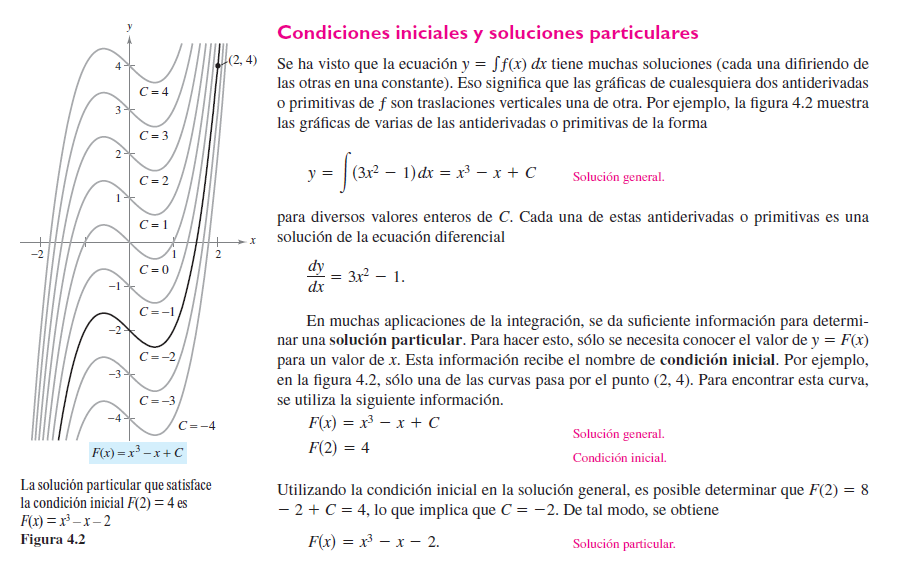 y
(2, 4)
4
C = 4
3
C = 3
2
C = 2
1
C = 1
x
−2
1
2
C = 0
−1
C = −1
−2
C = −2
−3
C = −3
−4
C = −4
F(x) = x³ − x + C
La solución particular que satisface
la condición inicial F(2) = 4 es
F(x) = x³ − x − 2
Figura 4.2
Condiciones iniciales y soluciones particulares
Se ha visto que la ecuación y = ∫f(x) dx tiene muchas soluciones (cada una difiriendo de
las otras en una constante). Eso significa que las gráficas de cualesquiera dos antiderivadas
o primitivas de f son traslaciones verticales una de otra. Por ejemplo, la figura 4.2 muestra
las gráficas de varias de las antiderivadas o primitivas de la forma
y = ∫ (3x² − 1) dx = x³ − x + C Solución general.
para diversos valores enteros de C. Cada una de estas antiderivadas o primitivas es una
solución de la ecuación diferencial
dy/dx = 3x² − 1.
En muchas aplicaciones de la integración, se da suficiente información para determi-
nar una solución particular. Para hacer esto, sólo se necesita conocer el valor de y = F(x)
para un valor de x. Esta información recibe el nombre de condición inicial. Por ejemplo,
en la figura 4.2, sólo una de las curvas pasa por el punto (2, 4). Para encontrar esta curva,
se utiliza la siguiente información.
F(x) = x³ − x + C Solución general.
F(2) = 4 Condición inicial.
Utilizando la condición inicial en la solución general, es posible determinar que F(2) = 8
− 2 + C = 4, lo que implica que C = −2. De tal modo, se obtiene
F(x) = x³ − x − 2. Solución particular.